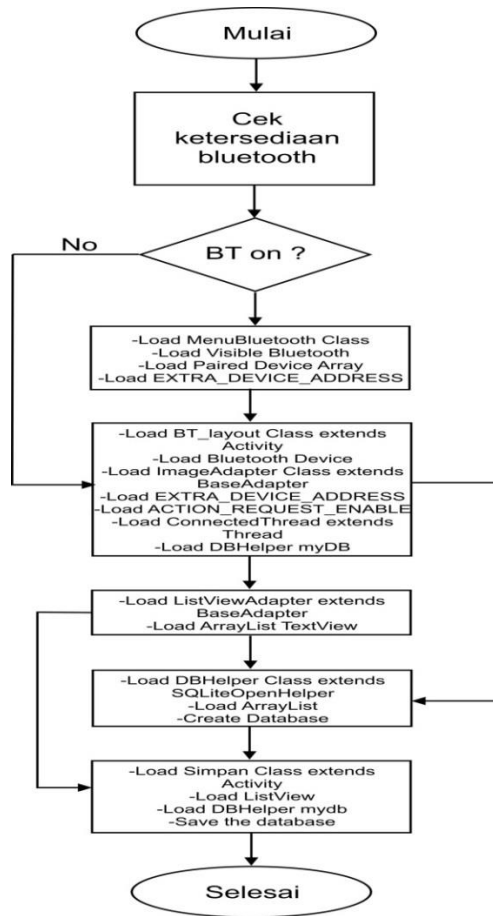 Mulai
Cek
ketersediaan
bluetooth
No
BT on ?
-Load MenuBluetooth Class
-Load Visible Bluetooth
-Load Paired Device Array
-Load EXTRA_DEVICE_ADDRESS
-Load BT_layout Class extends
Activity
-Load Bluetooth Device
-Load ImageAdapter Class extends
BaseAdapter
-Load EXTRA_DEVICE_ADDRESS
-Load ACTION_REQUEST_ENABLE
-Load ConnectedThread extends
Thread
-Load DBHelper myDB
-Load ListViewAdapter extends
BaseAdapter
-Load ArrayList TextView
-Load DBHelper Class extends
SQLiteOpenHelper
-Load ArrayList
-Create Database
-Load Simpan Class extends
Activity
-Load ListView
-Load DBHelper mydb
-Save the database
Selesai